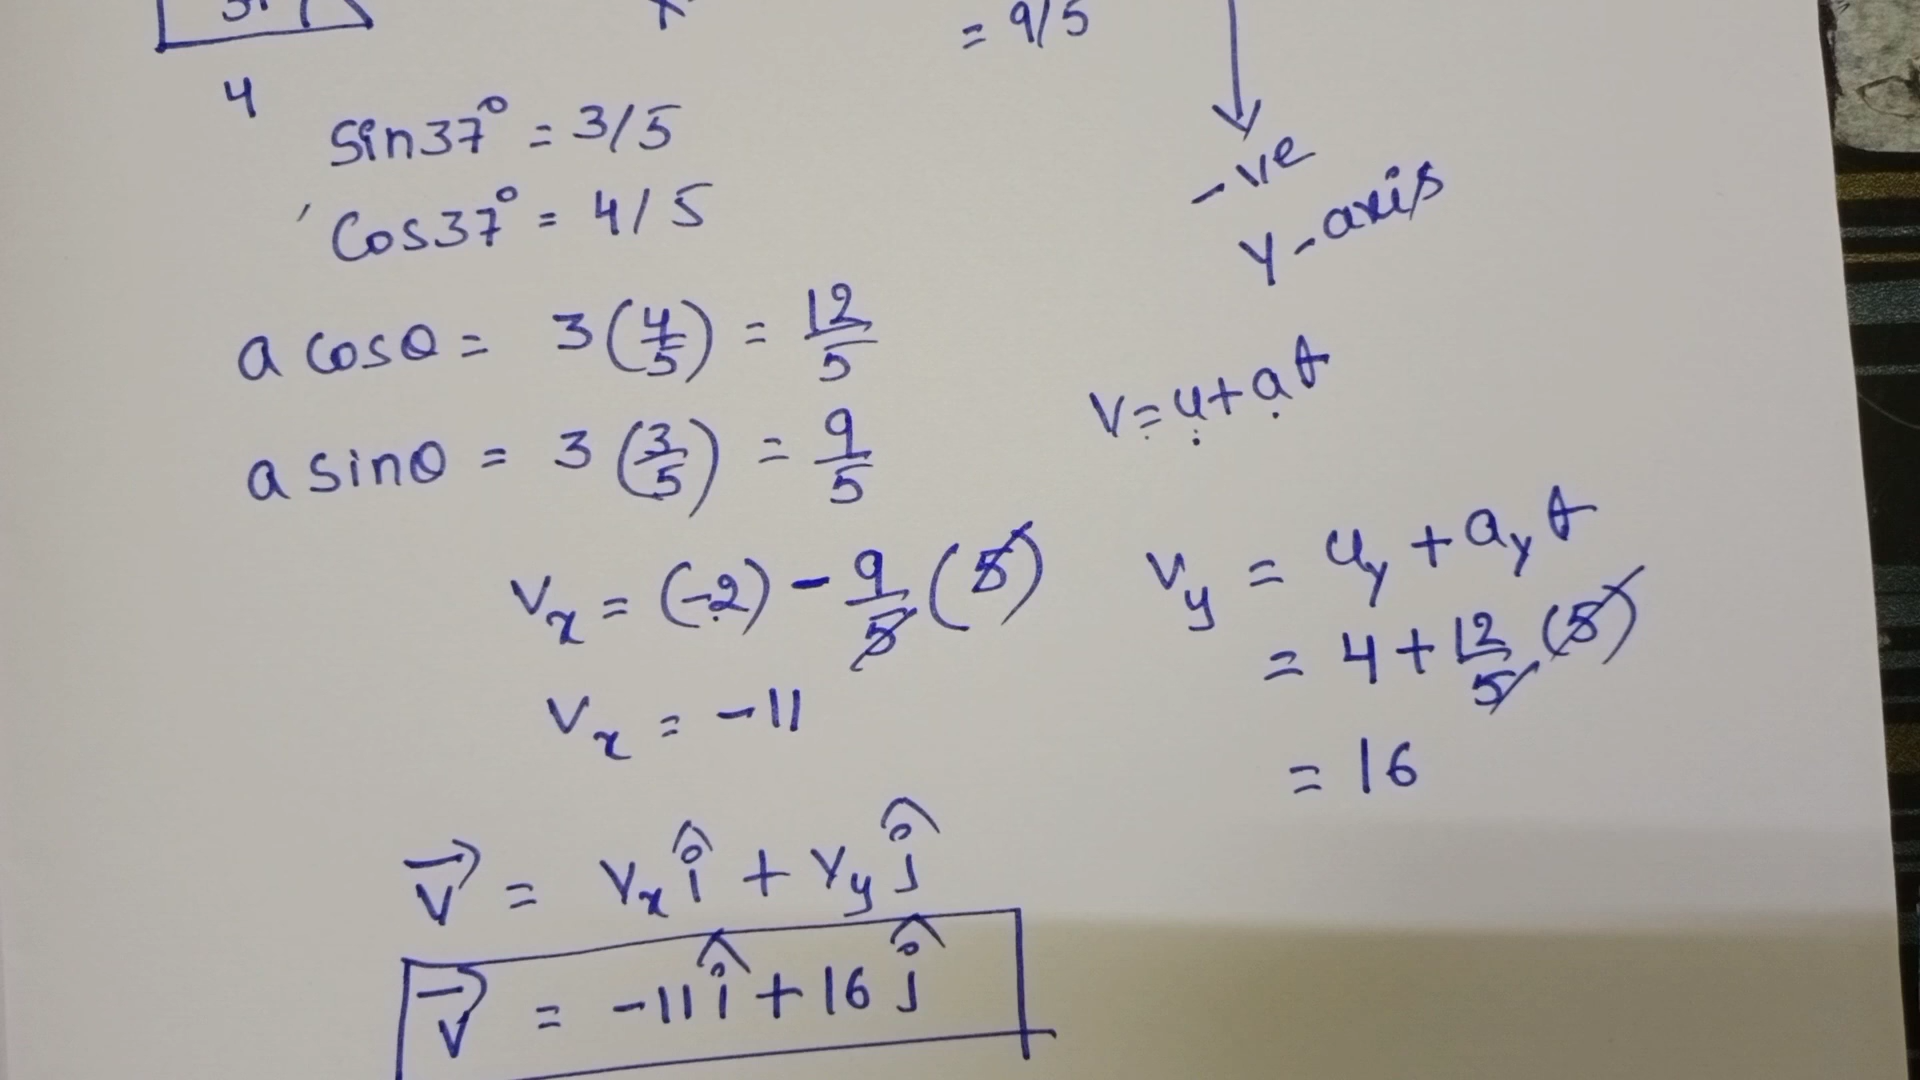 = 9/5
4
Sin37° = 3/5
Cos37° = 4/5
-ve
Y-axis
a cosθ = 3(4/5) = 12/5
a sinθ = 3(3/5) = 9/5
V = u + at
Vx = (-2) - 9/5 (5)
Vx = -11
Vy = uy + ay t
= 4 + 12/5 (5)
= 16
V⃗ = Vx î + Vy ĵ
V⃗ = -11 î + 16 ĵ